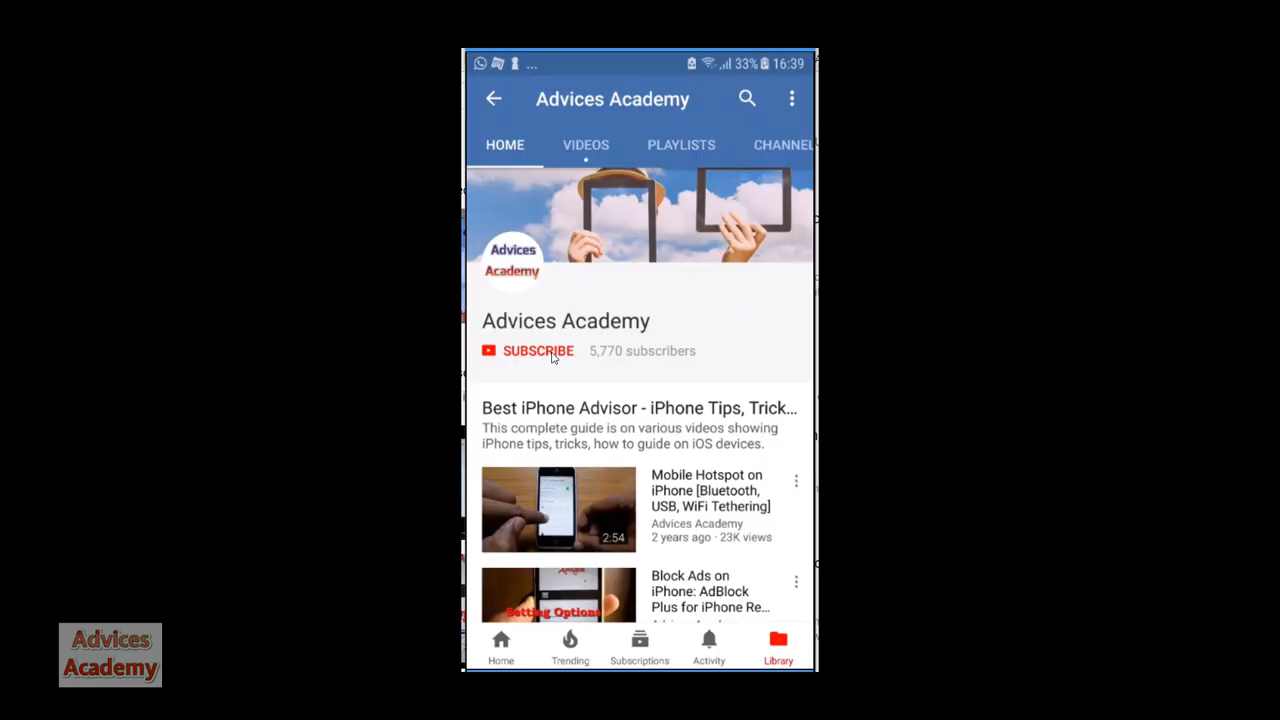 ... 33% 16:39
Advices Academy
HOME VIDEOS PLAYLISTS CHANNEL
Advices
Academy
Advices Academy
SUBSCRIBE 5,770 subscribers
Best iPhone Advisor - iPhone Tips, Trick...
This complete guide is on various videos showing
iPhone tips, tricks, how to guide on iOS devices.
Mobile Hotspot on
iPhone [Bluetooth,
USB, WiFi Tethering]
Advices Academy
2 years ago · 23K views
2:54
Block Ads on
iPhone: AdBlock
Plus for iPhone Re...
Setting Options
Home Trending Subscriptions Activity Library
Advices
Academy